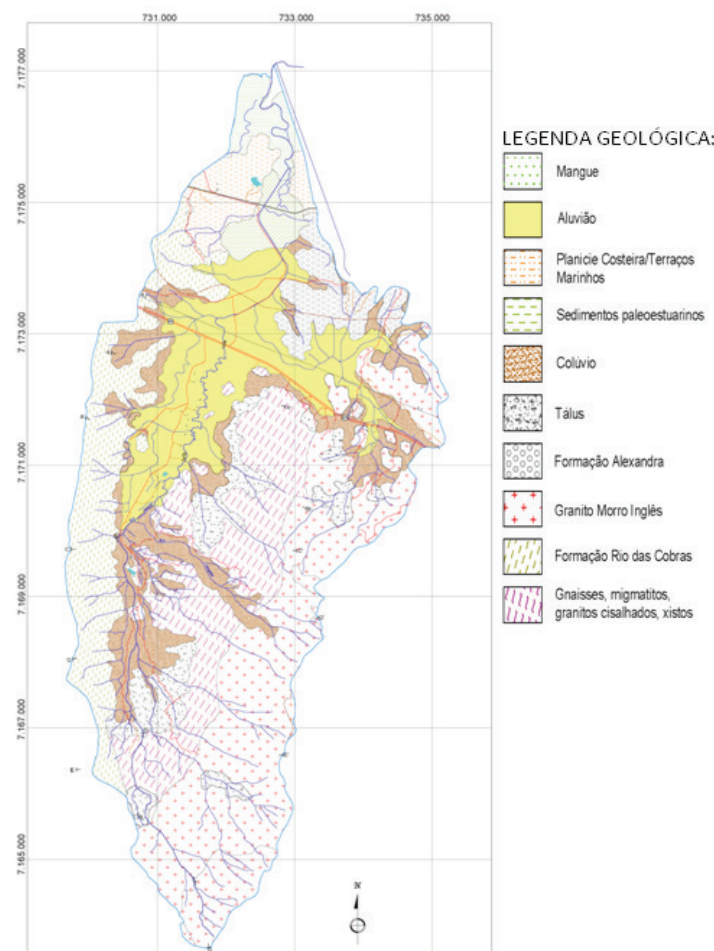 731.000
733.000
735.000
7.177.000
7.175.000
7.173.000
7.171.000
7.169.000
7.167.000
7.165.000
LEGENDA GEOLÓGICA:
Mangue
Aluvião
Planicie Costeira/Terraços
Marinhos
Sedimentos paleoestuarinos
Colúvio
Tálus
Formação Alexandra
Granito Morro Inglês
Formação Rio das Cobras
Gnaisses, migmatitos,
granitos cisalhados, xistos
N